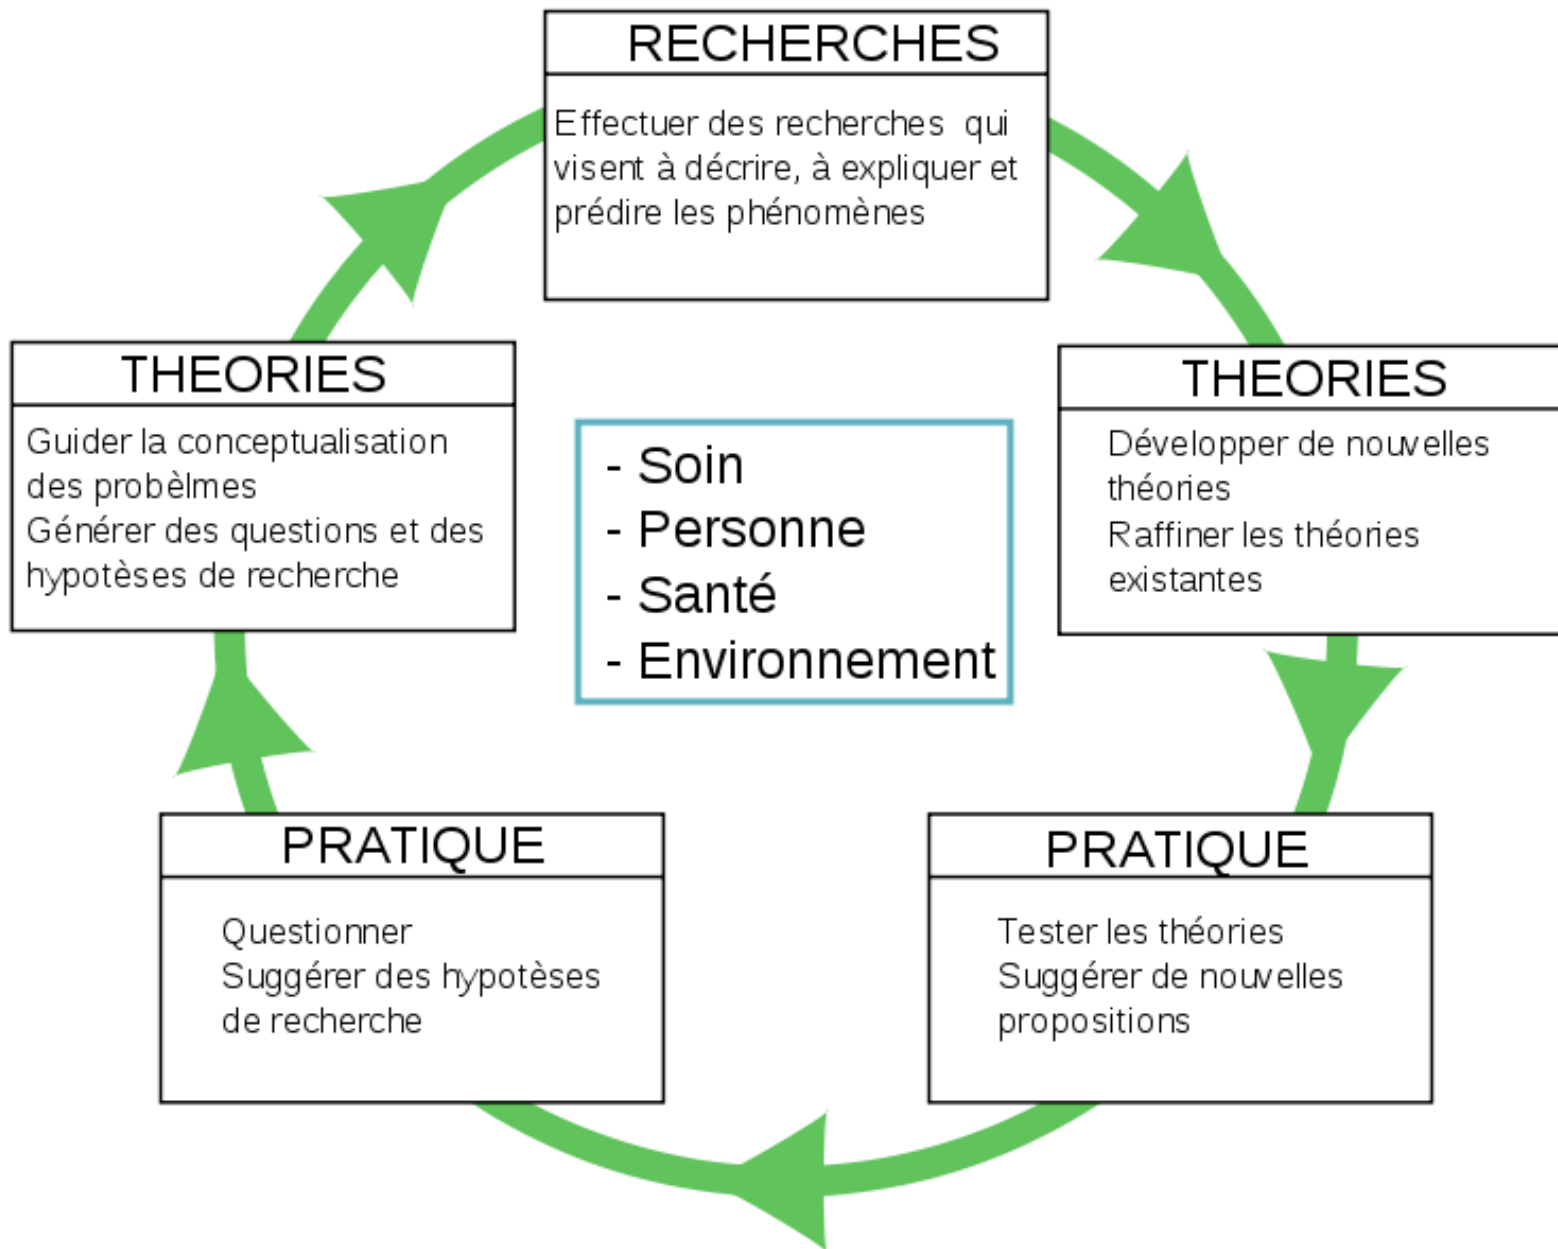 RECHERCHES
Effectuer des recherches qui
visent à décrire, à expliquer et
prédire les phénomènes
THEORIES
Guider la conceptualisation
des probèlmes
Générer des questions et des
hypotèses de recherche
- Soin
- Personne
- Santé
- Environnement
THEORIES
Développer de nouvelles
théories
Raffiner les théories
existantes
PRATIQUE
Questionner
Suggérer des hypotèses
de recherche
PRATIQUE
Tester les théories
Suggérer de nouvelles
propositions